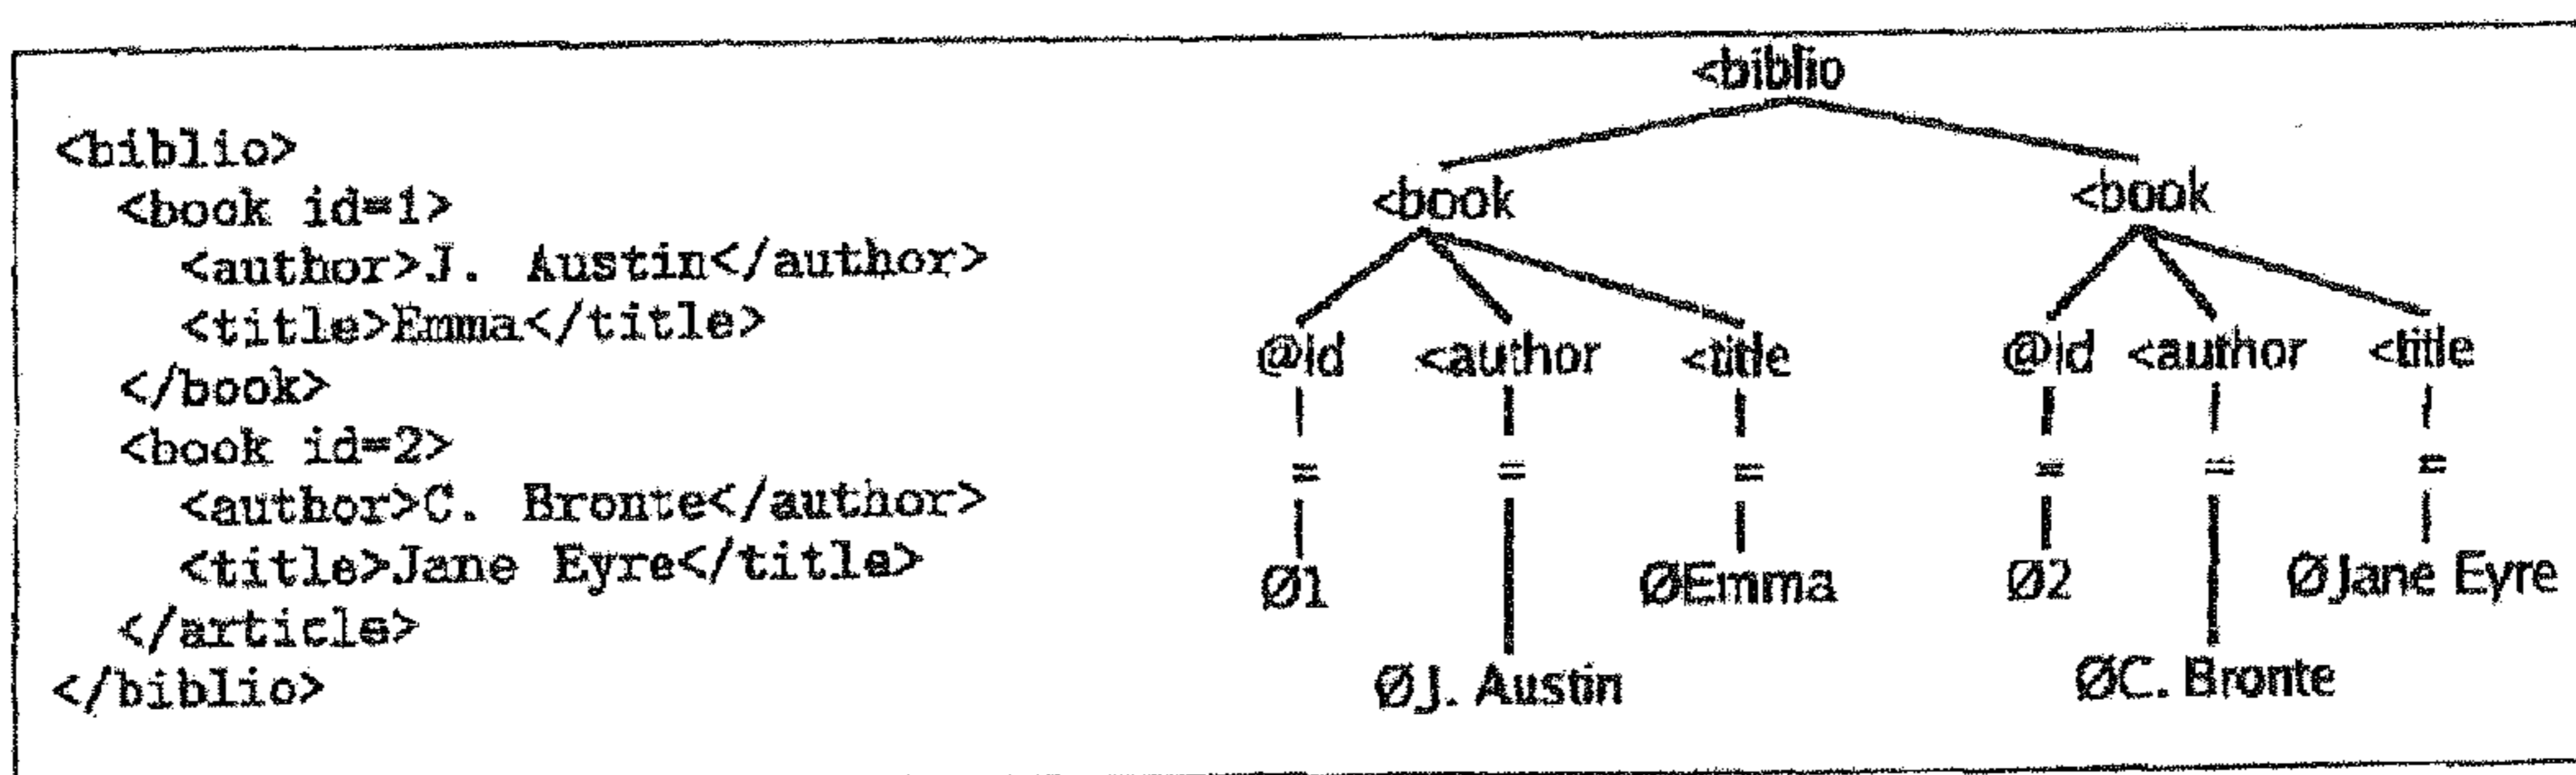 <biblio>
<book id=1>
<author>J. Austin</author>
<title>Emma</title>
</book>
<book id=2>
<author>C. Bronte</author>
<title>Jane Eyre</title>
</article>
</biblio>
<biblio
<book <book
@id <author <title @id <author <title
= = = = = =
Ø1 ØEmma Ø2 ØJane Eyre
ØJ. Austin ØC. Bronte